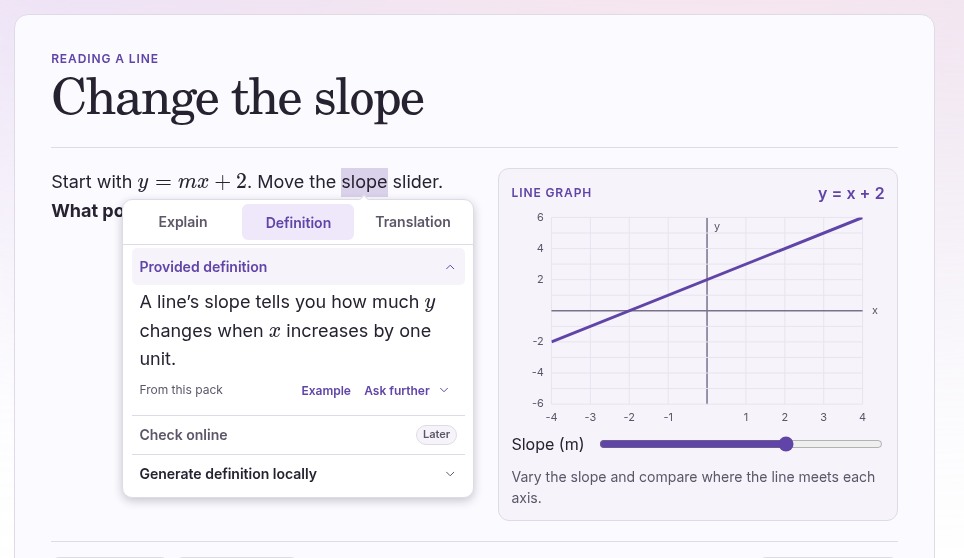 READING A LINE
Change the slope
Start with y = mx + 2. Move the slope slider.
What po
Explain
Definition
Translation
Provided definition
A line’s slope tells you how much y
changes when x increases by one
unit.
From this pack
Example
Ask further
Check online
Later
Generate definition locally
LINE GRAPH
y = x + 2
6
y
4
2
x
-2
-4
-6
-4
-3
-2
-1
1
2
3
4
Slope (m)
Vary the slope and compare where the line meets each
axis.